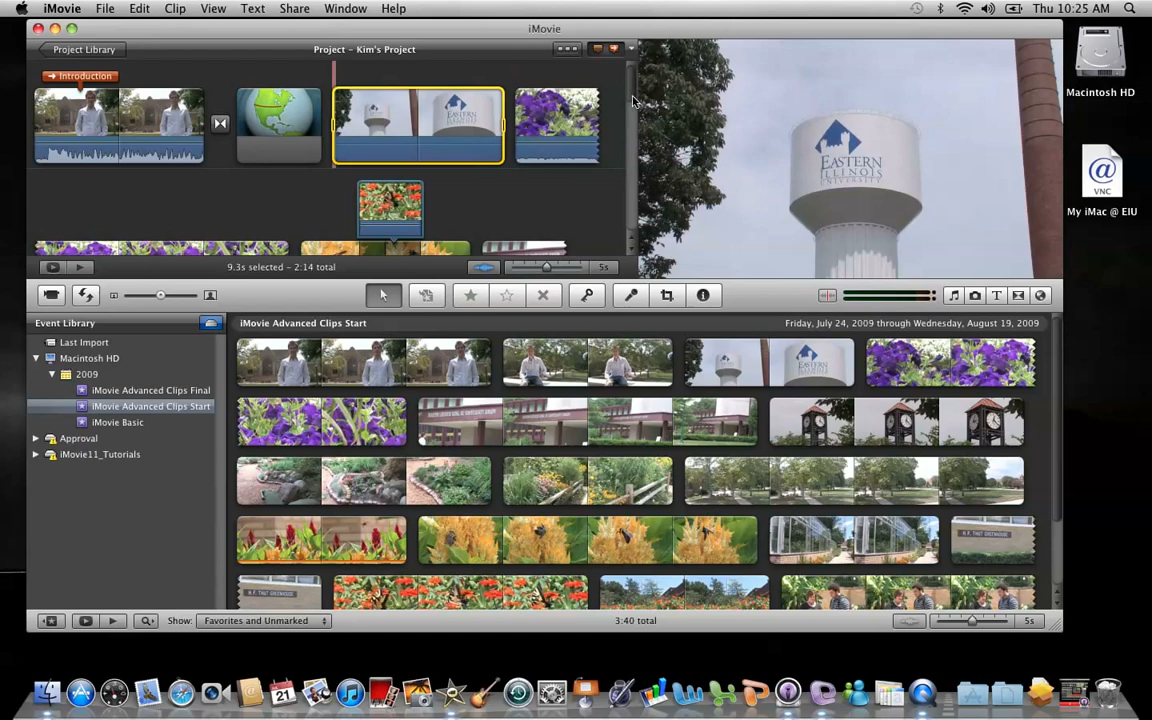 iMovie File Edit Clip View Text Share Window Help Thu 10:25 AM
iMovie
Project Library
Project – Kim's Project
Introduction
EASTERN
ILLINOIS
UNIVERSITY
9.3s selected – 2:14 total
5s
Macintosh HD
@
VNC
My iMac @ EIU
Event Library
Last Import
Macintosh HD
2009
iMovie Advanced Clips Final
iMovie Advanced Clips Start
iMovie Basic
Approval
iMovie11_Tutorials
iMovie Advanced Clips Start
Friday, July 24, 2009 through Wednesday, August 19, 2009
Show: Favorites and Unmarked
3:40 total
5s